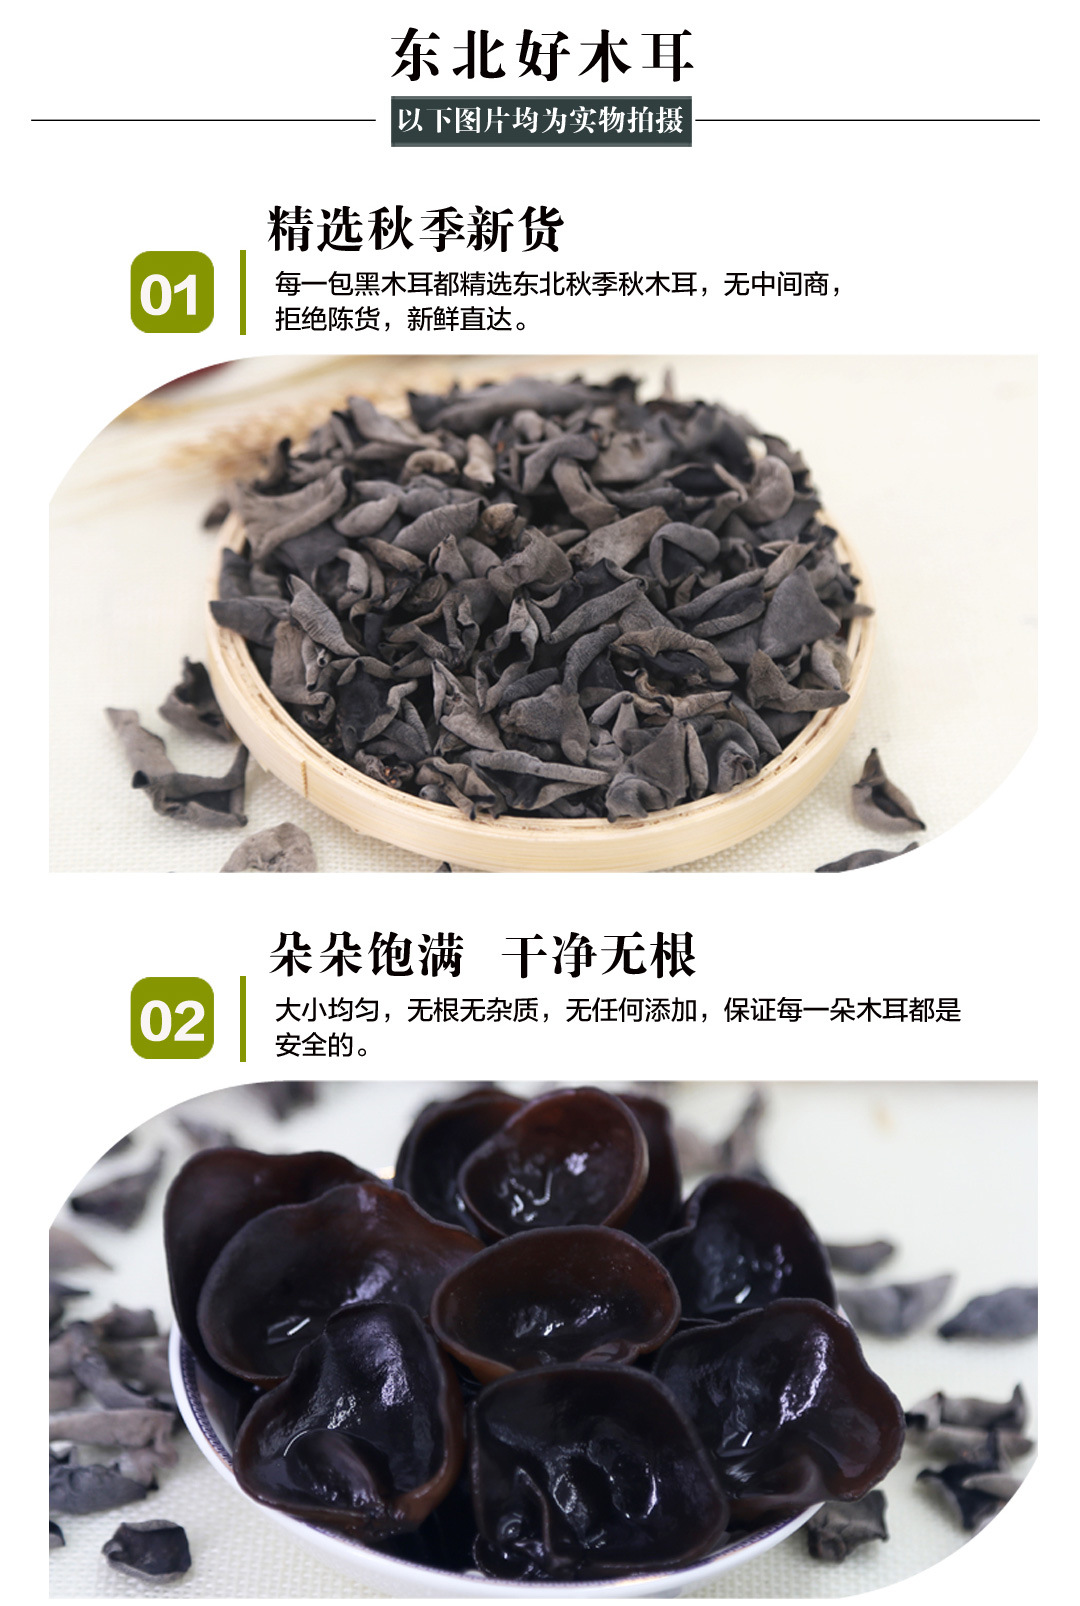 东北好木耳
以下图片均为实物拍摄
精选秋季新货
01
每一包黑木耳都精选东北秋季秋木耳，无中间商，
拒绝陈货，新鲜直达。
朵朵饱满 干净无根
02
大小均匀，无根无杂质，无任何添加，保证每一朵木耳都是
安全的。